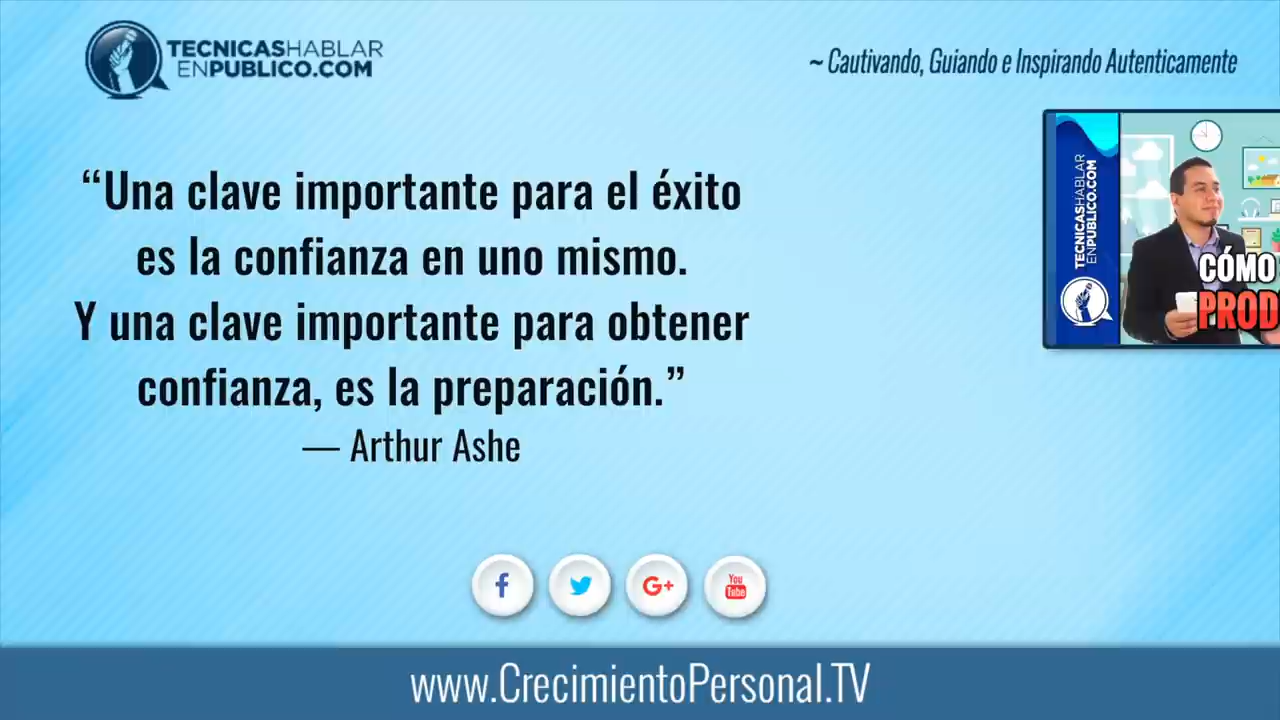 TECNICASHABLAR
ENPUBLICO.COM
~ Cautivando, Guiando e Inspirando Autenticamente
“Una clave importante para el éxito
es la confianza en uno mismo.
Y una clave importante para obtener
confianza, es la preparación.”
— Arthur Ashe
TECNICASHABLAR
ENPUBLICO.COM
CÓMO
PROD
f
G+
You
Tube
www.CrecimientoPersonal.TV